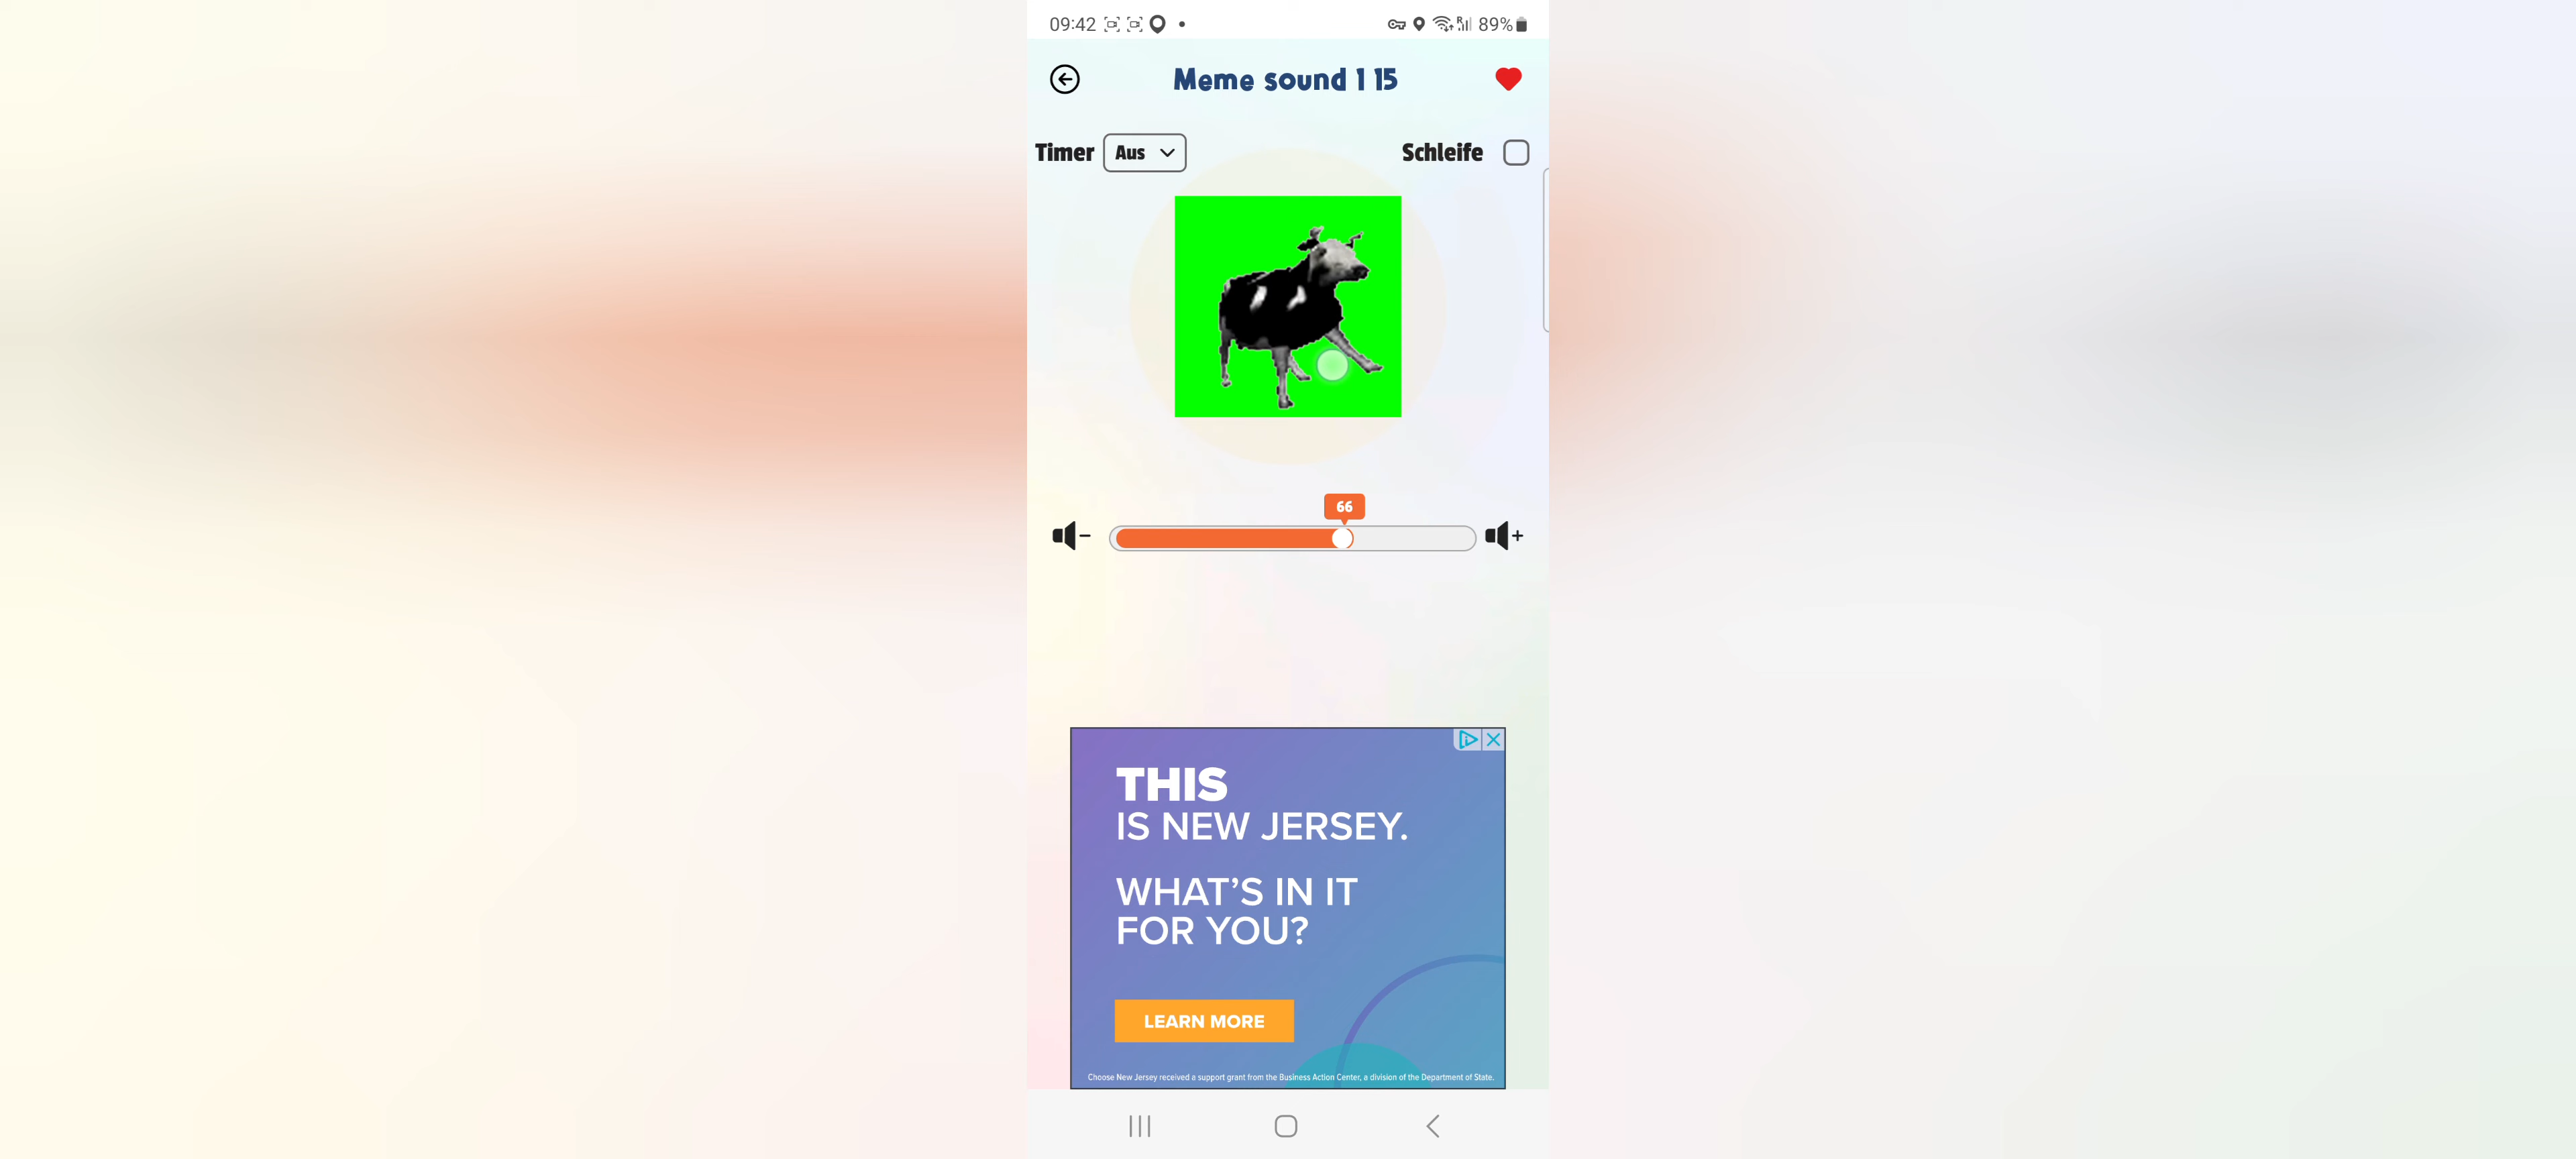 09:42
89%
Meme sound 1 15
Timer Aus Schleife
66
THIS
IS NEW JERSEY.
WHAT'S IN IT
FOR YOU?
LEARN MORE
Choose New Jersey received a support grant from the Business Action Center, a division of the Department of State.